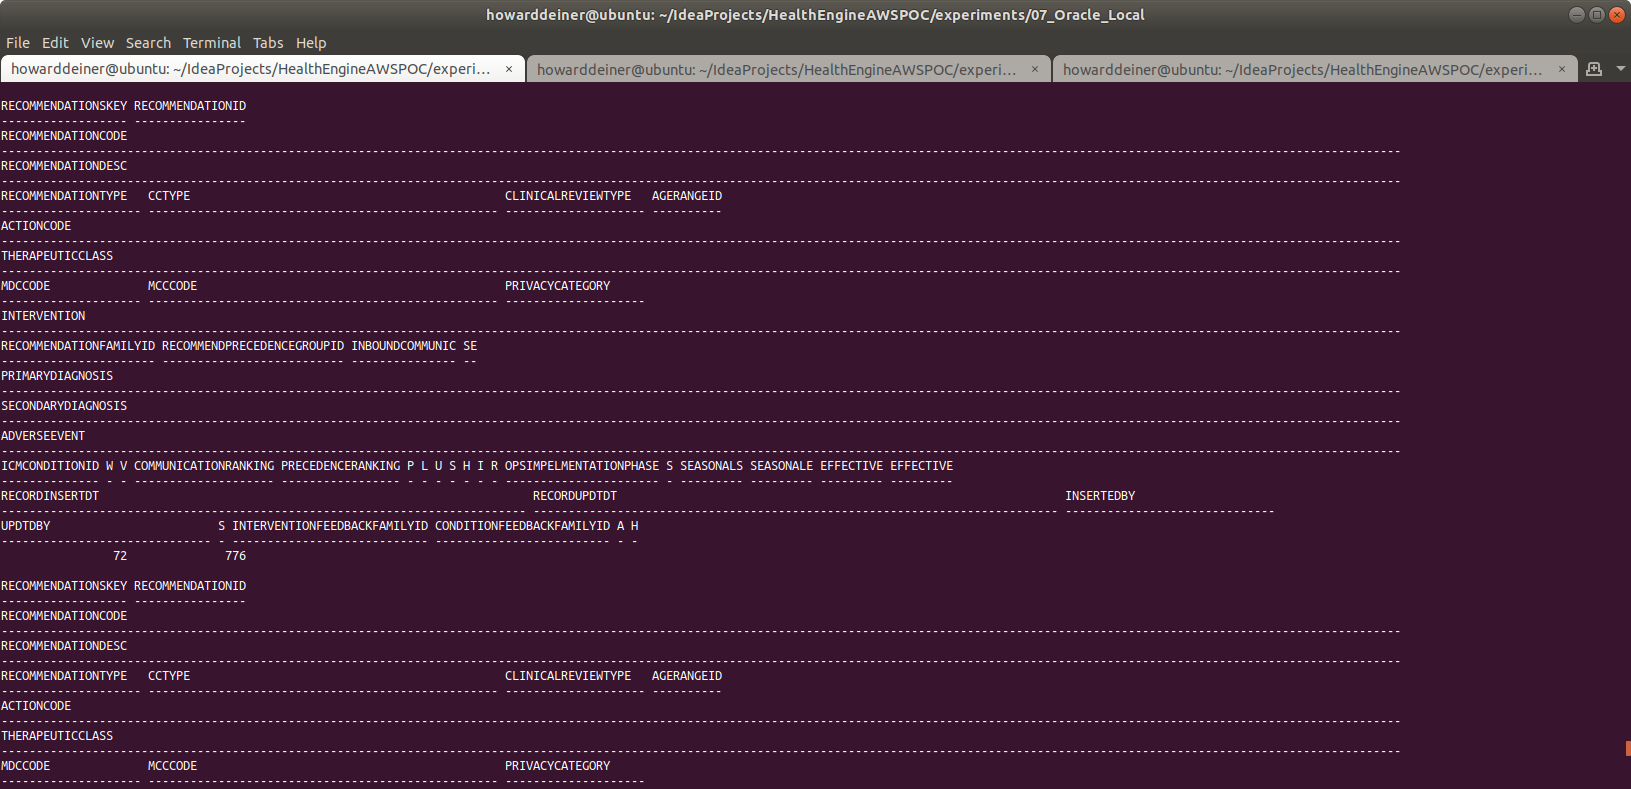 howarddeiner@ubuntu: ~/IdeaProjects/HealthEngineAWSPOC/experiments/07_Oracle_Local
File Edit View Search Terminal Tabs Help
howarddeiner@ubuntu: ~/IdeaProjects/HealthEngineAWSPOC/experi... × howarddeiner@ubuntu: ~/IdeaProjects/HealthEngineAWSPOC/experi... × howarddeiner@ubuntu: ~/IdeaProjects/HealthEngineAWSPOC/experi... ×
RECOMMENDATIONSKEY RECOMMENDATIONID
------------------ ----------------
RECOMMENDATIONCODE
--------------------------------------------------------------------------------
RECOMMENDATIONDESC
--------------------------------------------------------------------------------
RECOMMENDATIONTYPE CCTYPE CLINICALREVIEWTYPE AGERANGEID
-------------------- -------------------------------------------------- -------------------- ----------
ACTIONCODE
--------------------------------------------------------------------------------
THERAPEUTICCLASS
--------------------------------------------------------------------------------
MDCCODE MCCCODE PRIVACYCATEGORY
-------------------- -------------------------------------------------- --------------------
INTERVENTION
--------------------------------------------------------------------------------
RECOMMENDATIONFAMILYID RECOMMENDPRECEDENCEGROUPID INBOUNDCOMMUNIC SE
---------------------- -------------------------- --------------- --
PRIMARYDIAGNOSIS
--------------------------------------------------------------------------------
SECONDARYDIAGNOSIS
--------------------------------------------------------------------------------
ADVERSEEVENT
--------------------------------------------------------------------------------
ICMCONDITIONID W V COMMUNICATIONRANKING PRECEDENCERANKING P L U S H I R OPSIMPELMENTATIONPHASE S SEASONALS SEASONALE EFFECTIVE EFFECTIVE
-------------- - - -------------------- ----------------- - - - - - - - ---------------------- - --------- --------- --------- ---------
RECORDINSERTDT RECORDUPDTDT INSERTEDBY
--------------------------------------------------------------------------- --------------------------------------------------------------------------- ------------------------------
UPDTDBY S INTERVENTIONFEEDBACKFAMILYID CONDITIONFEEDBACKFAMILYID A H
------------------------------ - ---------------------------- ------------------------- - -
72 776
RECOMMENDATIONSKEY RECOMMENDATIONID
------------------ ----------------
RECOMMENDATIONCODE
--------------------------------------------------------------------------------
RECOMMENDATIONDESC
--------------------------------------------------------------------------------
RECOMMENDATIONTYPE CCTYPE CLINICALREVIEWTYPE AGERANGEID
-------------------- -------------------------------------------------- -------------------- ----------
ACTIONCODE
--------------------------------------------------------------------------------
THERAPEUTICCLASS
--------------------------------------------------------------------------------
MDCCODE MCCCODE PRIVACYCATEGORY
-------------------- -------------------------------------------------- --------------------